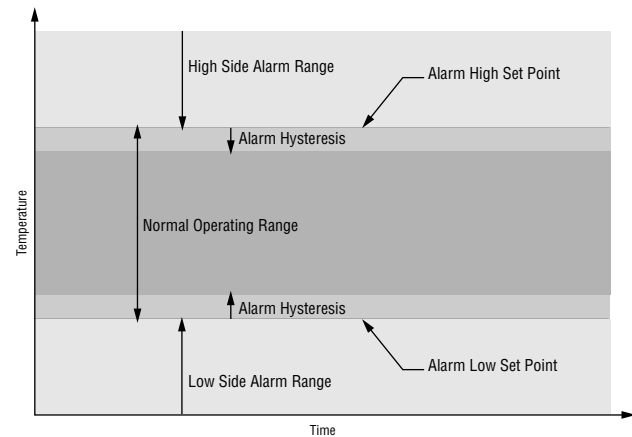 High Side Alarm Range
Alarm High Set Point
Alarm Hysteresis
Temperature
Normal Operating Range
Alarm Hysteresis
Alarm Low Set Point
Low Side Alarm Range
Time